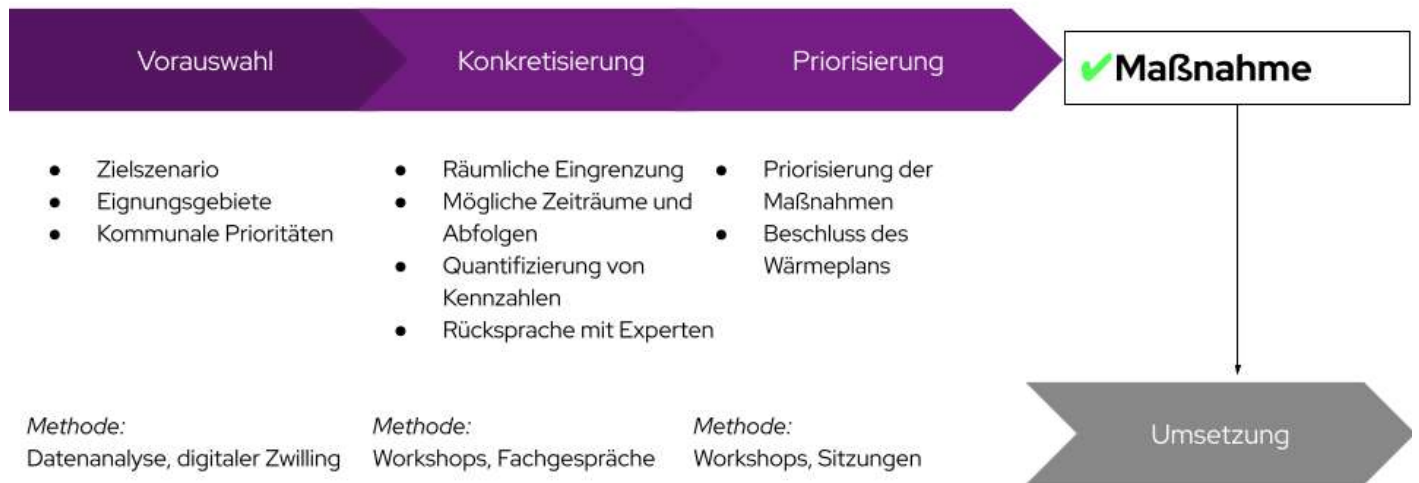 Vorauswahl
Konkretisierung
Priorisierung
✔Maßnahme
● Zielszenario
● Eignungsgebiete
● Kommunale Prioritäten
● Räumliche Eingrenzung
● Mögliche Zeiträume und
Abfolgen
● Quantifizierung von
Kennzahlen
● Rücksprache mit Experten
● Priorisierung der
Maßnahmen
● Beschluss des
Wärmeplans
Methode:
Datenanalyse, digitaler Zwilling
Methode:
Workshops, Fachgespräche
Methode:
Workshops, Sitzungen
Umsetzung